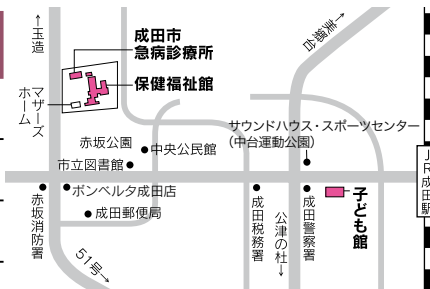 ↑玉造
成田市
急病診療所
保健福祉館
マザーズ
ホーム
↑美郷台
サウンドハウス・スポーツセンター
(中台運動公園)
赤坂公園
中央公民館
市立図書館
ボンベルタ成田店
成田郵便局
赤坂消防署
51号→
成田税務署
公津の杜→
成田警察署
子ども館
JR成田駅